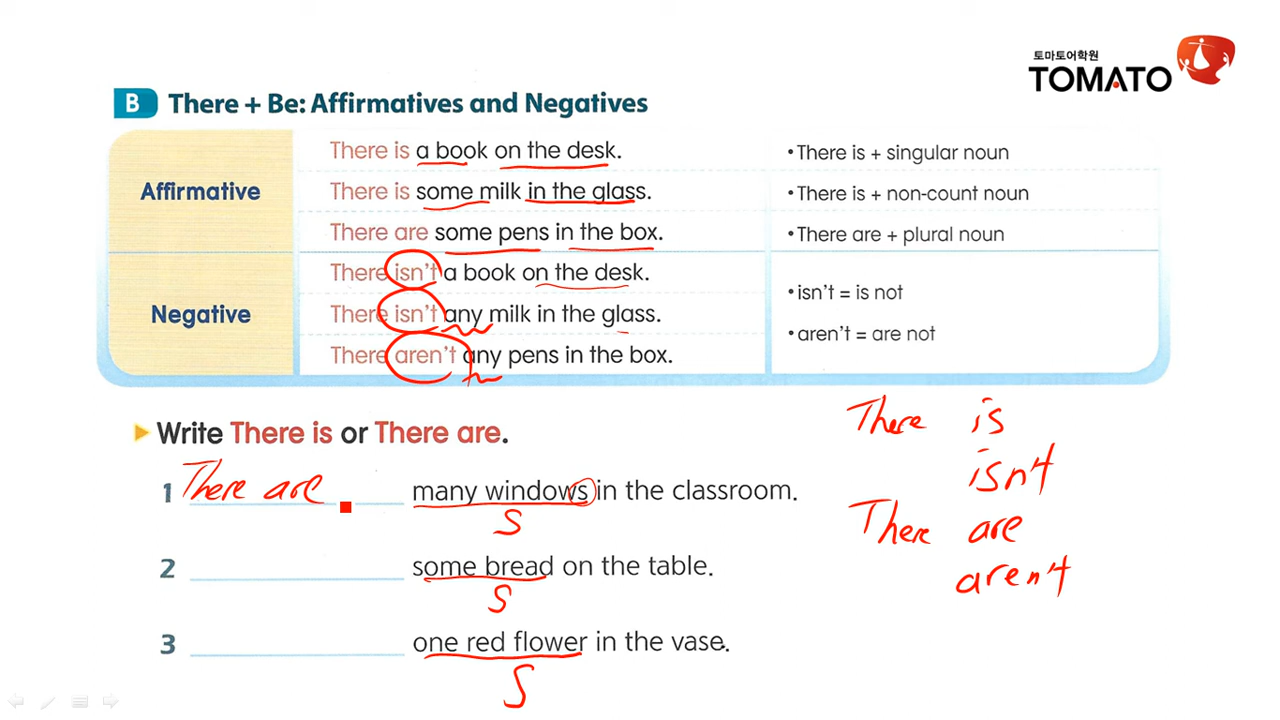 토마토어학원
TOMATO
B There + Be: Affirmatives and Negatives
Affirmative
There is a book on the desk.
• There is + singular noun
There is some milk in the glass.
• There is + non-count noun
There are some pens in the box.
• There are + plural noun
Negative
There isn't a book on the desk.
There isn't any milk in the glass.
There aren't any pens in the box.
• isn't = is not
• aren't = are not
Write There is or There are.
1 There are many windows in the classroom.
S
2 some bread on the table.
S
3 one red flower in the vase.
S
There is
isn't
There are
aren't